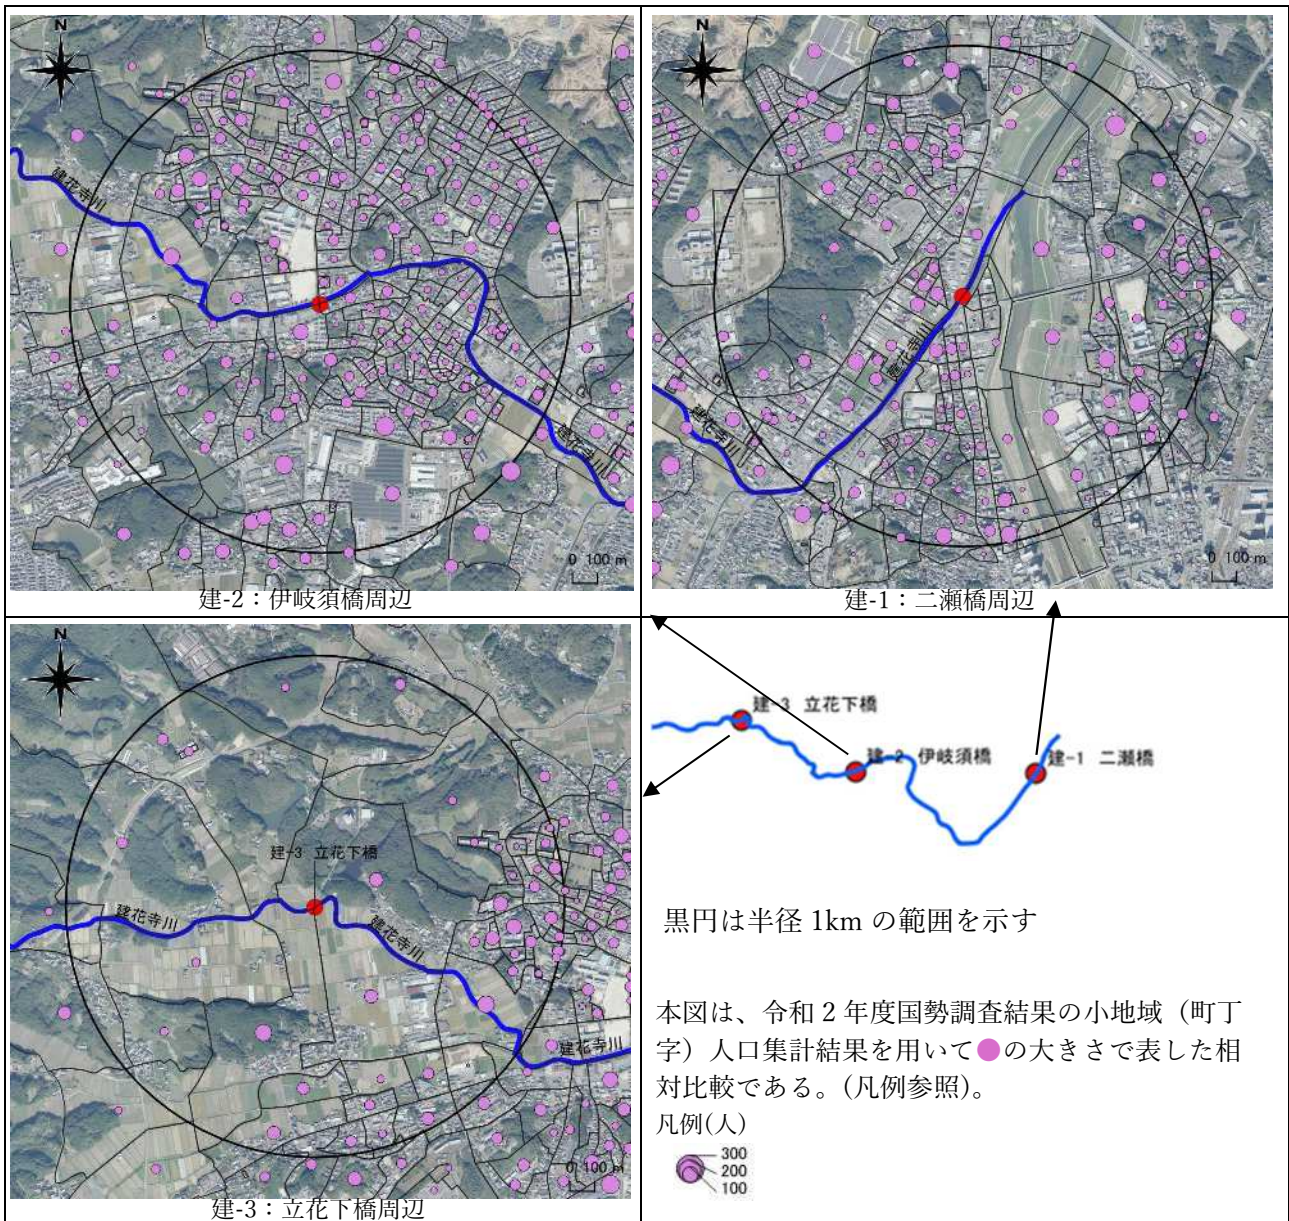 N
建花寺川
建花寺川
0 100 m
建-2：伊岐須橋周辺
N
建花寺川
建花寺川
0 100 m
建-1：二瀬橋周辺
N
建-3 立花下橋
建花寺川
建花寺川
建花寺川
0 100 m
建-3：立花下橋周辺
建-3 立花下橋
建-2 伊岐須橋
建-1 二瀬橋
黒円は半径 1km の範囲を示す
本図は、令和 2 年度国勢調査結果の小地域（町丁
字）人口集計結果を用いて●の大きさで表した相
対比較である。(凡例参照)。
凡例(人)
300
200
100